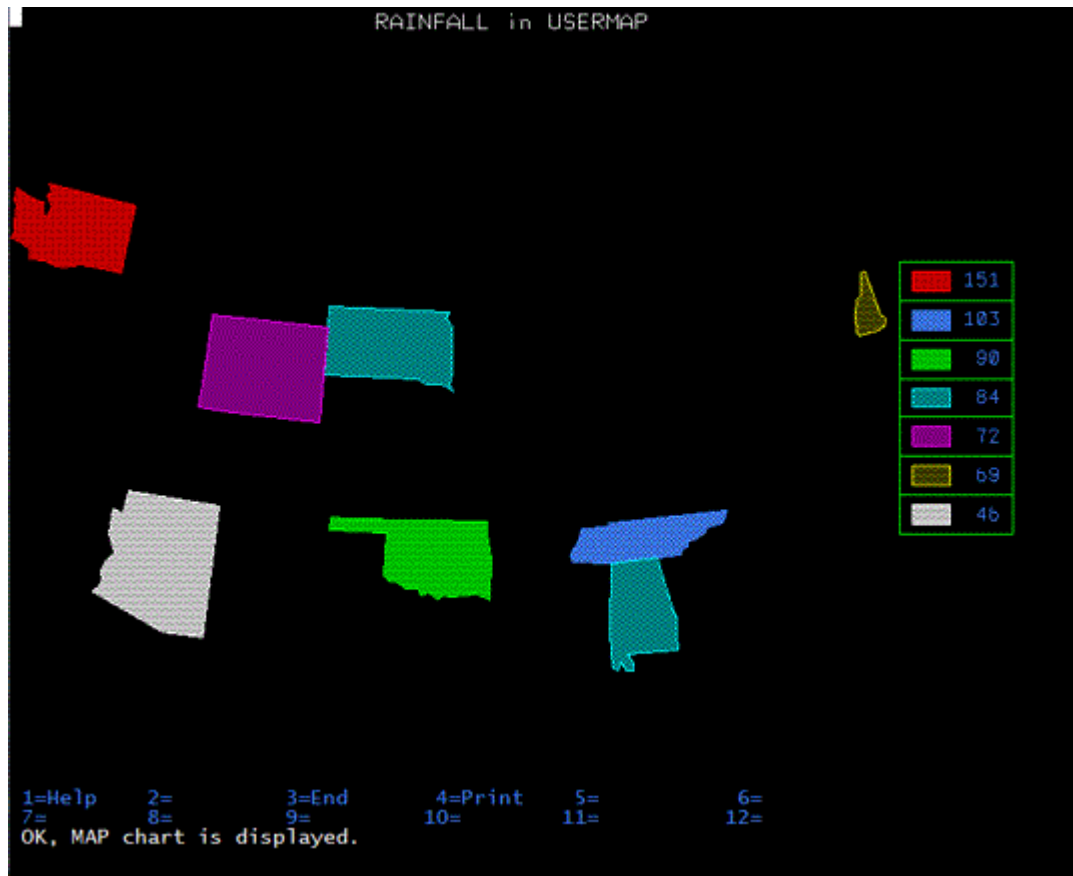 RAINFALL in USERMAP
151
103
90
84
72
69
46
1=Help 2= 3=End 4=Print 5= 6=
7= 8= 9= 10= 11= 12=
OK, MAP chart is displayed.